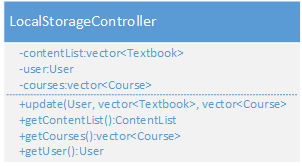 LocalStorageController
-contentList:vector<Textbook>
-user:User
-courses:vector<Course>
+update(User, vector<Textbook>, vector<Course>
+getContentList():ContentList
+getCourses():vector<Course>
+getUser():User